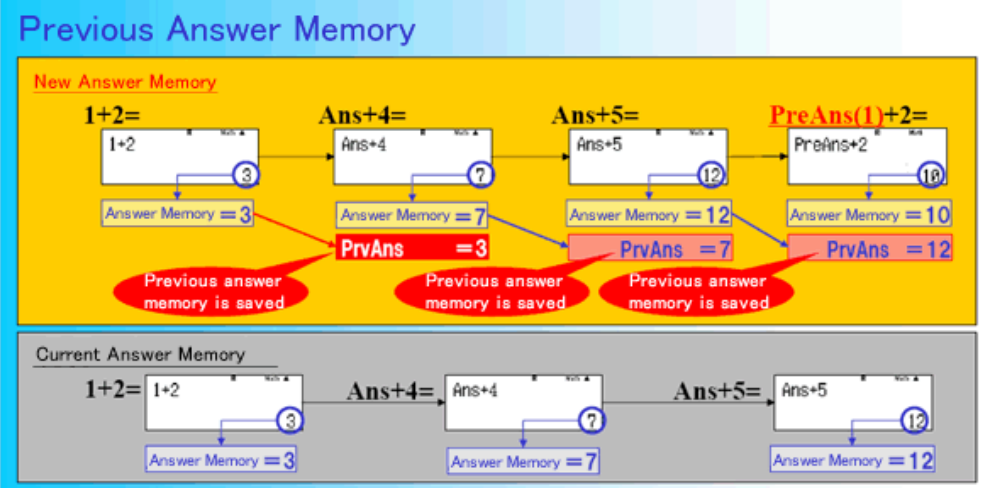 Previous Answer Memory
New Answer Memory
1+2= Ans+4= Ans+5= PreAns(1)+2=
Math ▲ Math ▲ Math ▲ Math
1+2 Ans+4 Ans+5 PreAns+2
3 7 12 10
Answer Memory =3 Answer Memory =7 Answer Memory =12 Answer Memory =10
PrvAns =3 PrvAns =7 PrvAns =12
Previous answer Previous answer Previous answer
memory is saved memory is saved memory is saved
Current Answer Memory
Math ▲ Math ▲ Math ▲
1+2= 1+2 Ans+4= Ans+4 Ans+5= Ans+5
3 7 12
Answer Memory =3 Answer Memory =7 Answer Memory =12